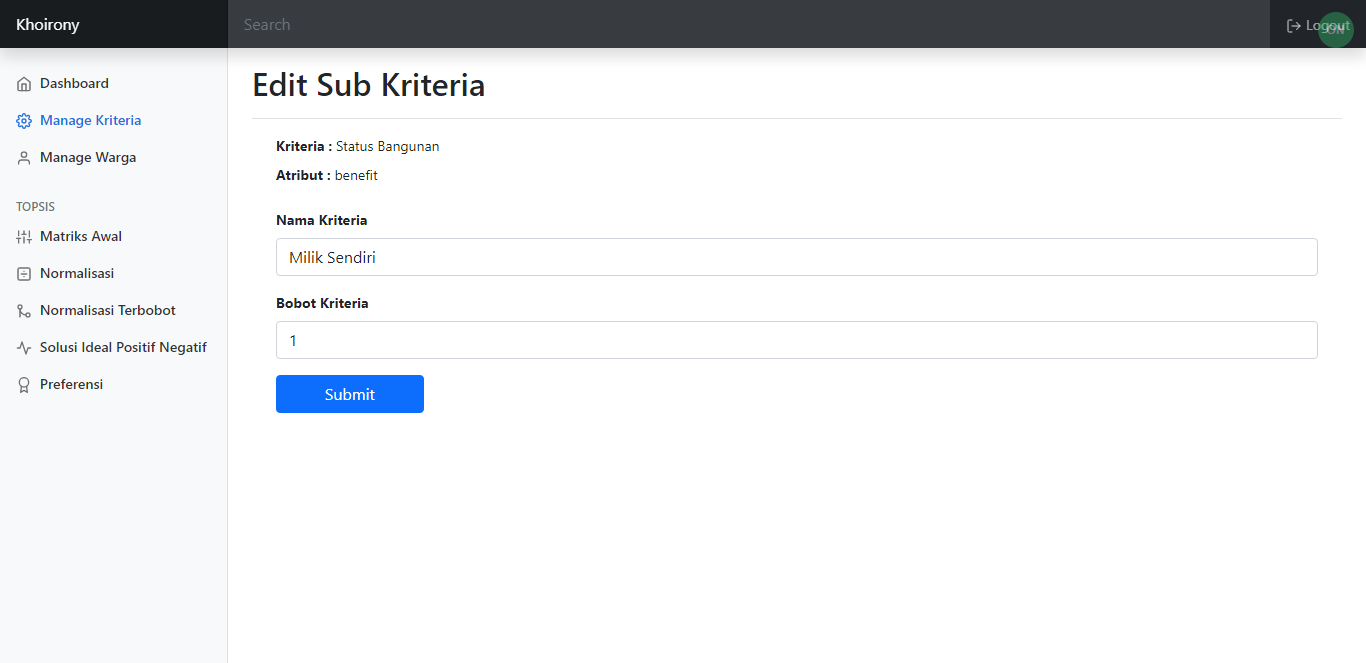 Khoirony
Search
Logout
ON
Dashboard
Manage Kriteria
Manage Warga
TOPSIS
Matriks Awal
Normalisasi
Normalisasi Terbobot
Solusi Ideal Positif Negatif
Preferensi
Edit Sub Kriteria
Kriteria : Status Bangunan
Atribut : benefit
Nama Kriteria
Milik Sendiri
Bobot Kriteria
1
Submit